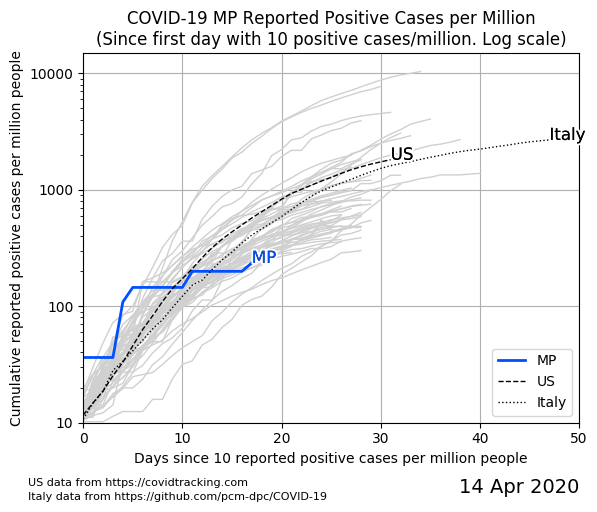 COVID-19 MP Reported Positive Cases per Million
(Since first day with 10 positive cases/million. Log scale)
Cumulative reported positive cases per million people
10000
1000
100
10
Italy
US
MP
MP
US
Italy
0 10 20 30 40 50
Days since 10 reported positive cases per million people
US data from https://covidtracking.com
Italy data from https://github.com/pcm-dpc/COVID-19
14 Apr 2020